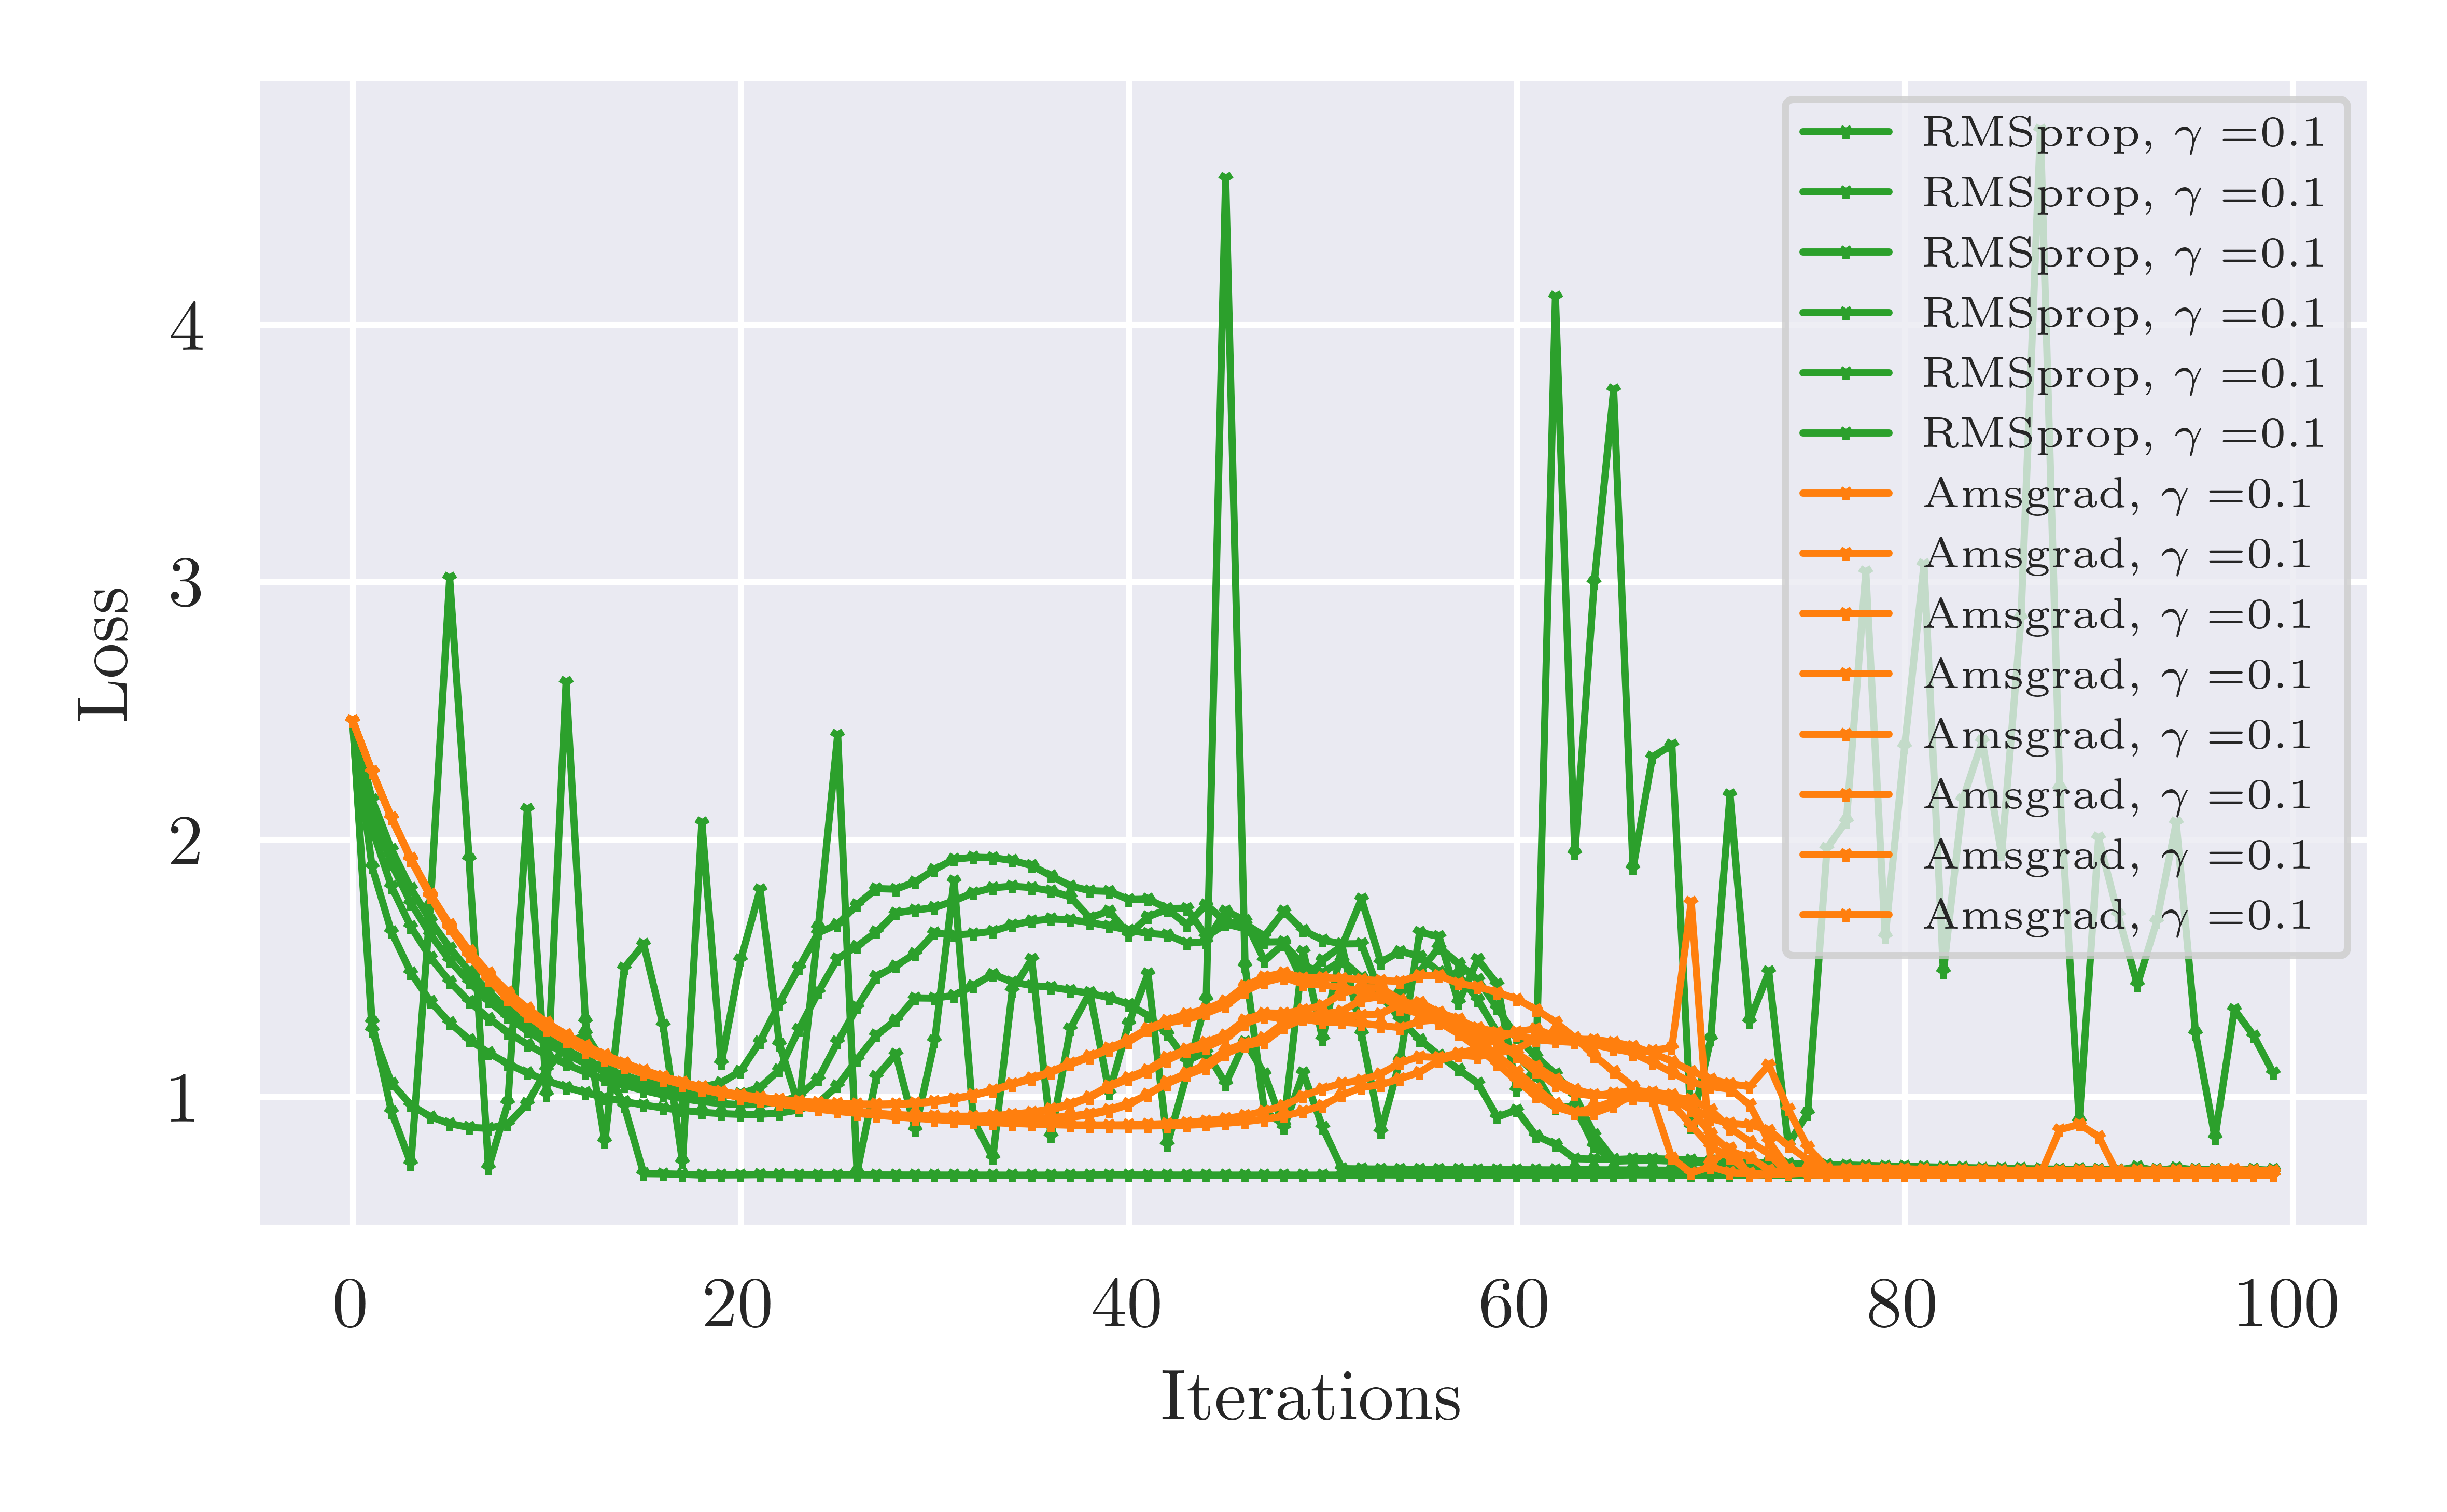 RMSprop, γ =0.1
RMSprop, γ =0.1
RMSprop, γ =0.1
RMSprop, γ =0.1
RMSprop, γ =0.1
RMSprop, γ =0.1
Amsgrad, γ =0.1
Amsgrad, γ =0.1
Amsgrad, γ =0.1
Amsgrad, γ =0.1
Amsgrad, γ =0.1
Amsgrad, γ =0.1
Amsgrad, γ =0.1
Amsgrad, γ =0.1
4
3
2
1
Loss
0 20 40 60 80 100
Iterations